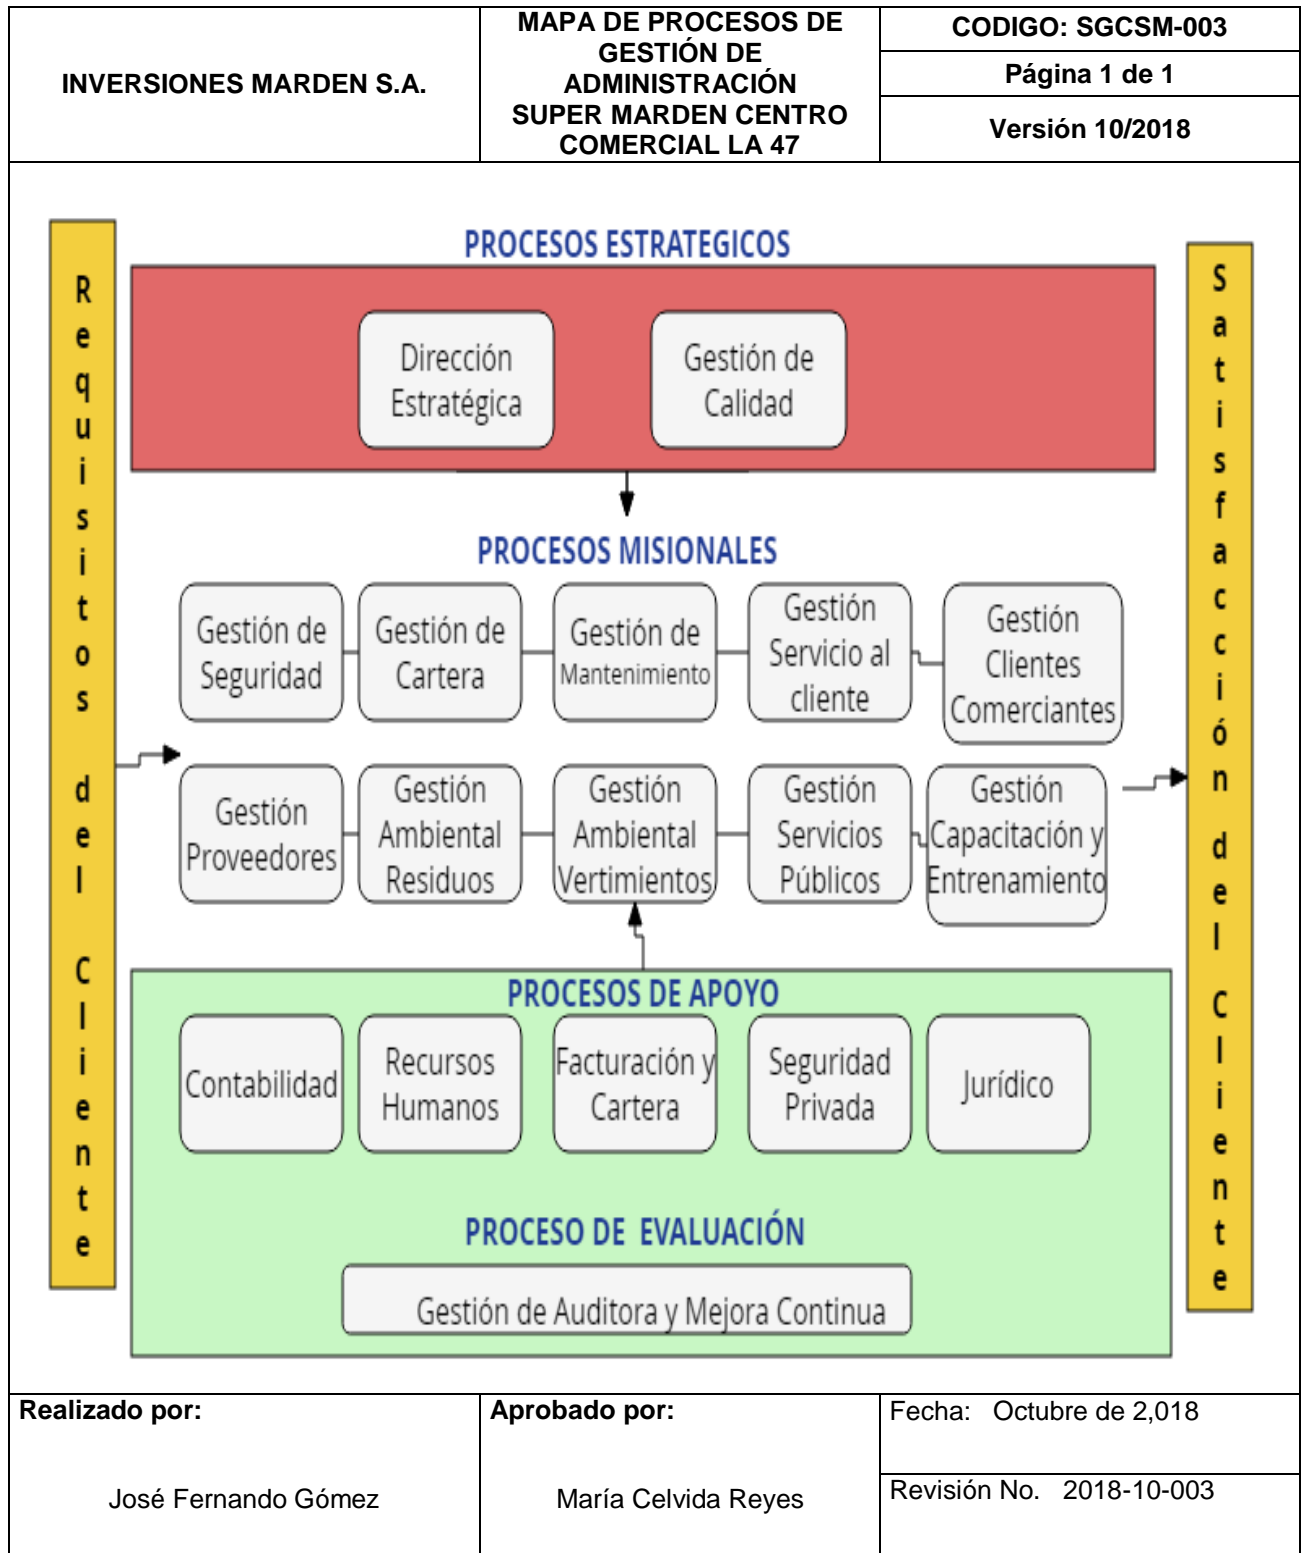 INVERSIONES MARDEN S.A.
MAPA DE PROCESOS DE
GESTIÓN DE
ADMINISTRACIÓN
SUPER MARDEN CENTRO
COMERCIAL LA 47
CODIGO: SGCSM-003
Página 1 de 1
Versión 10/2018
Requisitos del Cliente
PROCESOS ESTRATEGICOS
Dirección
Estratégica
Gestión de
Calidad
PROCESOS MISIONALES
Gestión de
Seguridad
Gestión de
Cartera
Gestión de
Mantenimiento
Gestión
Servicio al
cliente
Gestión
Clientes
Comerciantes
Gestión
Proveedores
Gestión
Ambiental
Residuos
Gestión
Ambiental
Vertimientos
Gestión
Servicios
Públicos
Gestión
Capacitación y
Entrenamiento
PROCESOS DE APOYO
Contabilidad
Recursos
Humanos
Facturación y
Cartera
Seguridad
Privada
Jurídico
PROCESO DE EVALUACIÓN
Gestión de Auditora y Mejora Continua
Satisfacción del Cliente
Realizado por:
José Fernando Gómez
Aprobado por:
María Celvida Reyes
Fecha: Octubre de 2,018
Revisión No. 2018-10-003